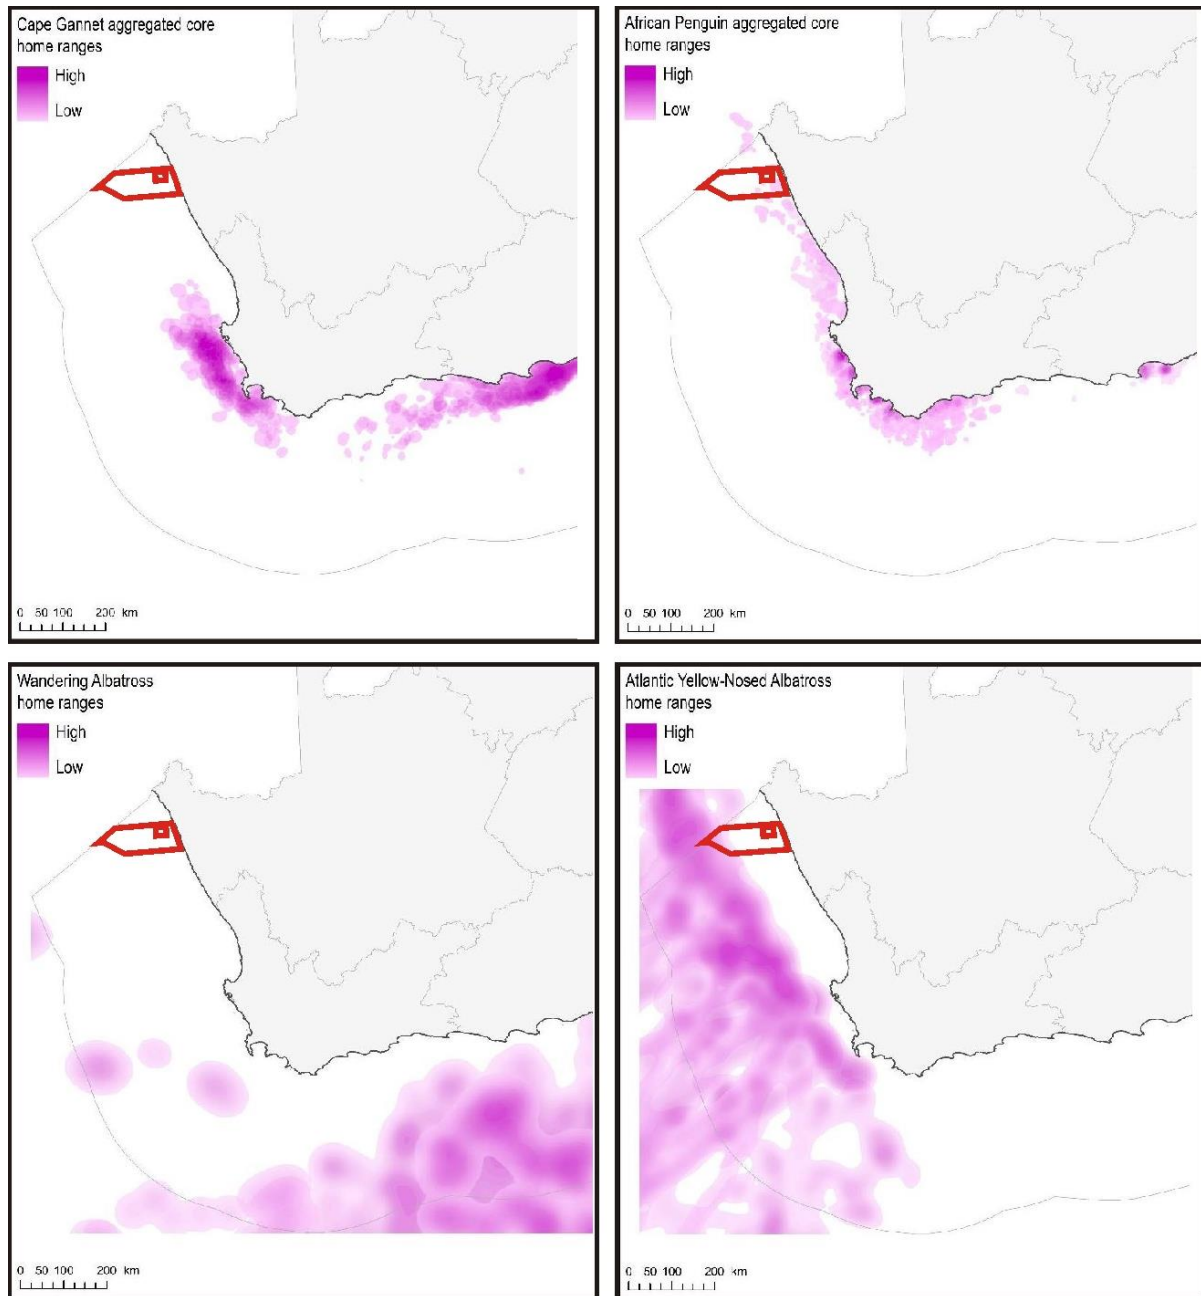 Cape Gannet aggregated core
home ranges
High
Low
0 50 100 200 km
African Penguin aggregated core
home ranges
High
Low
0 50 100 200 km
Wandering Albatross
home ranges
High
Low
0 50 100 200 km
Atlantic Yellow-Nosed Albatross
home ranges
High
Low
0 50 100 200 km